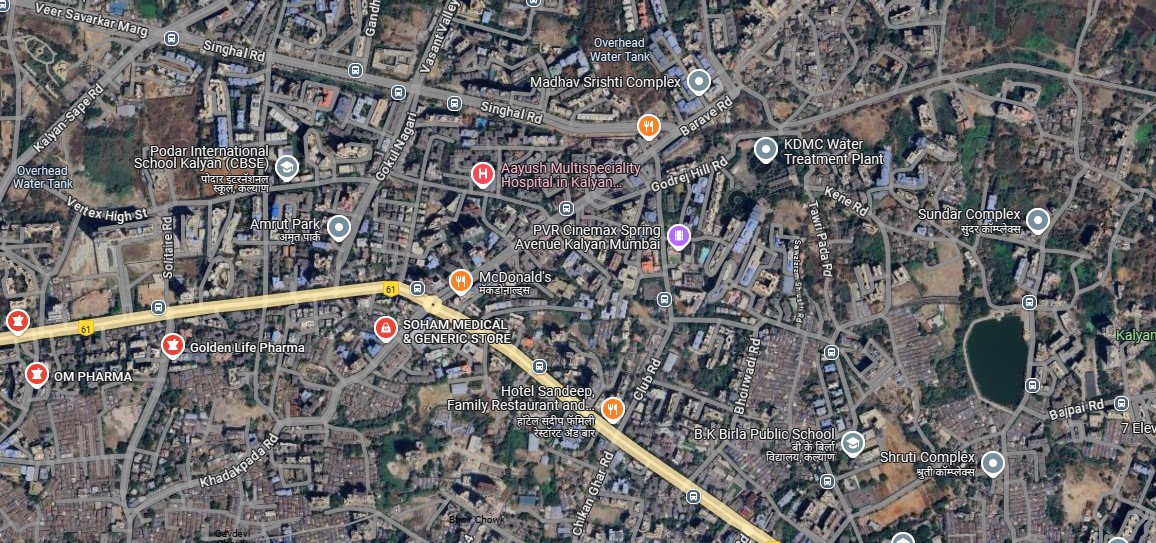 Veer Savarkar Marg
Singhal Rd
Vasant Valley
Overhead
Water Tank
Madhav Srishti Complex
Kalyan-Sape Rd
Singhal Rd
Barave Rd
Gokul Nagari
Podar International
School Kalyan (CBSE)
पोदार इंटरनॅशनल
स्कूल, कल्याण
Aayush Multispeciality
Hospital in Kalyan...
KDMC Water
Treatment Plant
Godrej Hill Rd
Overhead
Water Tank
Vertex High St
Kene Rd
Tawri Pada Rd
Amrut Park
अमृत पार्क
Sundar Complex
सुंदर कॉम्प्लेक्स
PVR Cinemax Spring
Avenue Kalyan Mumbai
Solitaire Rd
McDonald's
मॅकडोनाल्ड्स
61
61
SOHAM MEDICAL
& GENERIC STORE
Golden Life Pharma
Kalyan
OM PHARMA
Club Rd
Bhoirwadi Rd
Hotel Sandeep,
Family Restaurant and...
हॉटेल संदीप फॅमिली
रेस्टॉरंट अँड बार
Bajpai Rd
7 Elev
B.K Birla Public School
बी.के बिर्ला
विद्यालय, कल्याण
Shruti Complex
श्रुती कॉम्प्लेक्स
Khadakpada Rd
Chikan Ghar Rd
Chowk